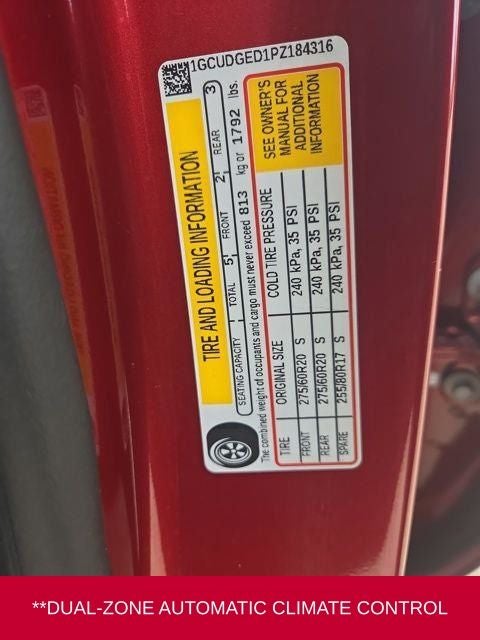 1GCUDGED1PZ184316
TIRE AND LOADING INFORMATION
SEATING CAPACITY TOTAL 5 FRONT 2 REAR 3
The combined weight of occupants and cargo must never exceed 813 kg or 1792 lbs.
TIRE ORIGINAL SIZE COLD TIRE PRESSURE
FRONT 275/60R20 S 240 kPa, 35 PSI
REAR 275/60R20 S 240 kPa, 35 PSI
SPARE 255/80R17 S 240 kPa, 35 PSI
SEE OWNER'S
MANUAL FOR
ADDITIONAL
INFORMATION
**DUAL-ZONE AUTOMATIC CLIMATE CONTROL